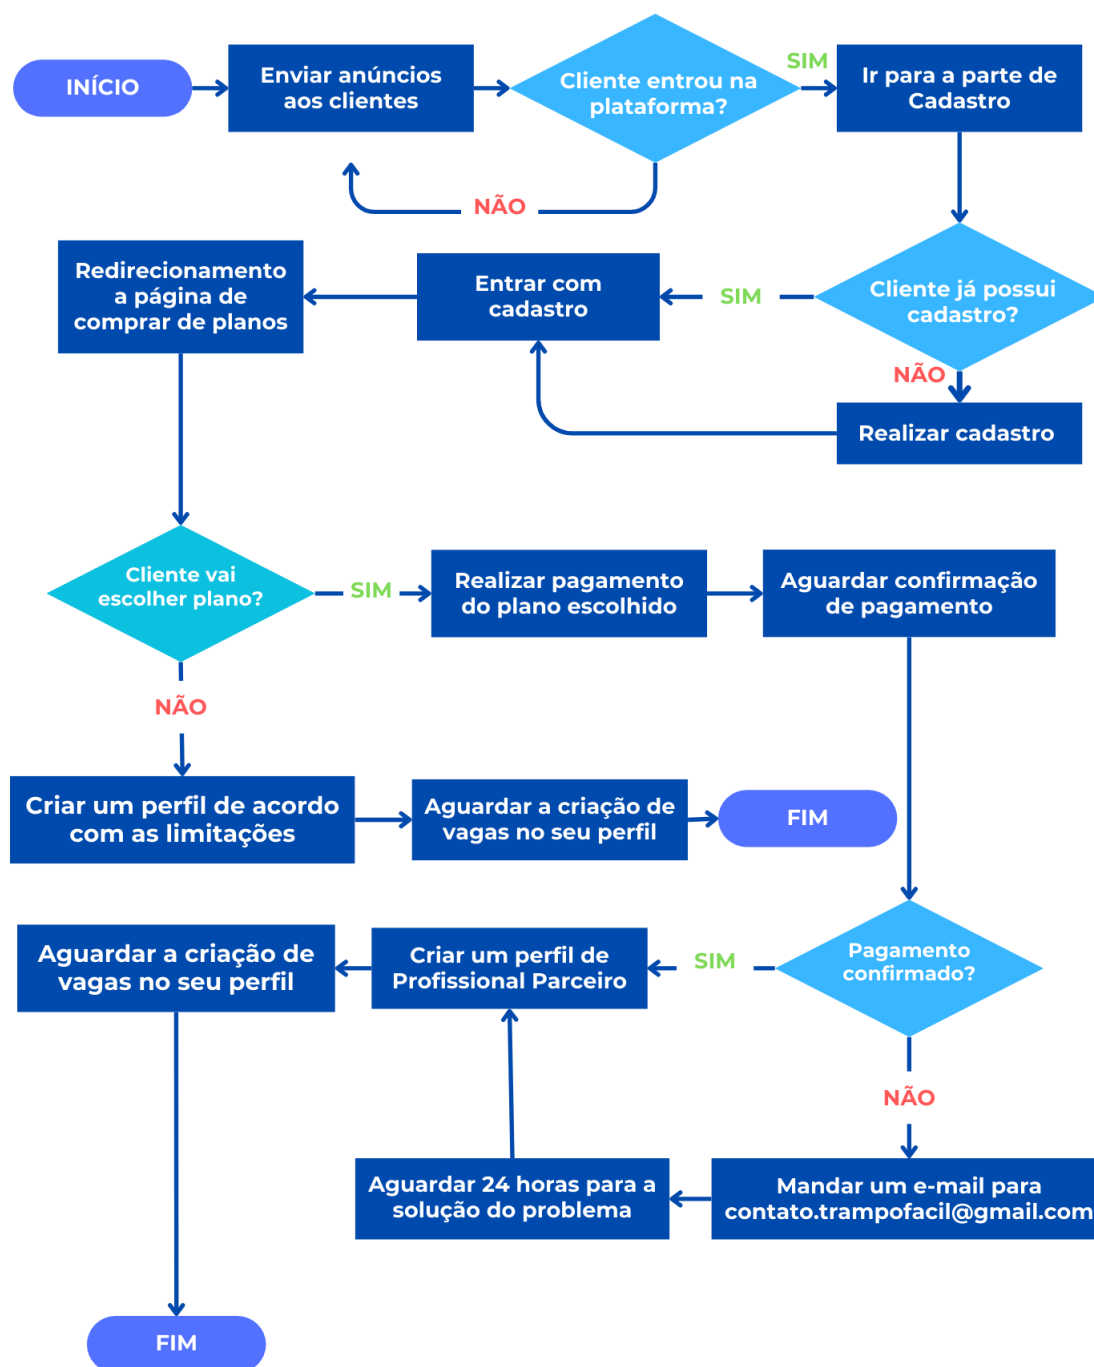 INÍCIO
Enviar anúncios
aos clientes
Cliente entrou na
plataforma?
SIM
Ir para a parte de
Cadastro
NÃO
Redirecionamento
a página de
comprar de planos
Entrar com
cadastro
SIM
Cliente já possui
cadastro?
NÃO
Realizar cadastro
Cliente vai
escolher plano?
SIM
Realizar pagamento
do plano escolhido
Aguardar confirmação
de pagamento
NÃO
Criar um perfil de acordo
com as limitações
Aguardar a criação de
vagas no seu perfil
FIM
Aguardar a criação de
vagas no seu perfil
Criar um perfil de
Profissional Parceiro
SIM
Pagamento
confirmado?
NÃO
Aguardar 24 horas para a
solução do problema
Mandar um e-mail para
contato.trampofacil@gmail.com
FIM